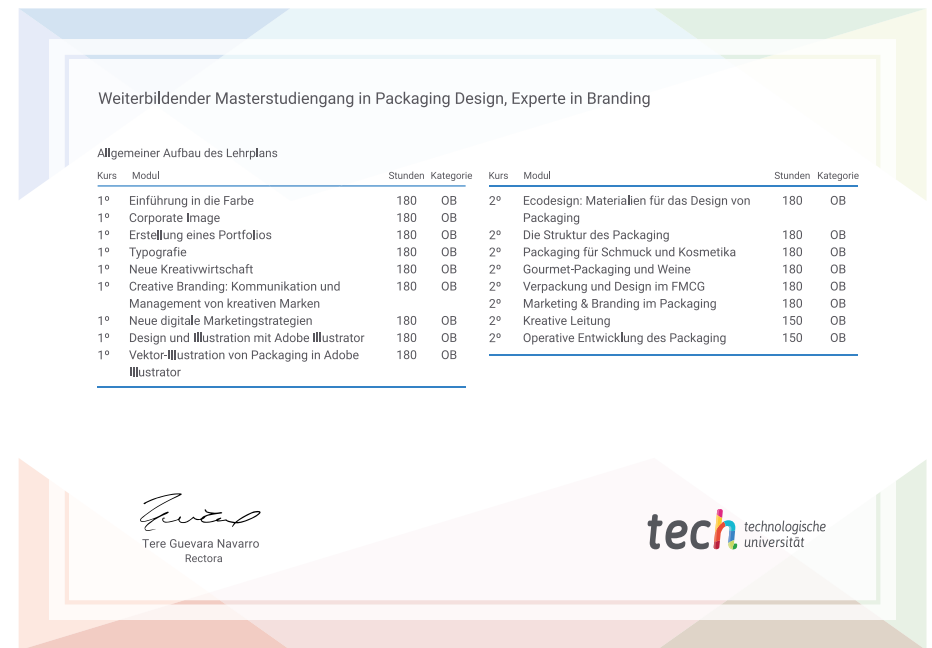 Weiterbildender Masterstudiengang in Packaging Design, Experte in Branding
Allgemeiner Aufbau des Lehrplans
Kurs Modul Stunden Kategorie
1º Einführung in die Farbe 180 OB
1º Corporate Image 180 OB
1º Erstellung eines Portfolios 180 OB
1º Typografie 180 OB
1º Neue Kreativwirtschaft 180 OB
1º Creative Branding: Kommunikation und 180 OB
Management von kreativen Marken
1º Neue digitale Marketingstrategien 180 OB
1º Design und Illustration mit Adobe Illustrator 180 OB
1º Vektor-Illustration von Packaging in Adobe 180 OB
Illustrator
Kurs Modul Stunden Kategorie
2º Ecodesign: Materialien für das Design von 180 OB
Packaging
2º Die Struktur des Packaging 180 OB
2º Packaging für Schmuck und Kosmetika 180 OB
2º Gourmet-Packaging und Weine 180 OB
2º Verpackung und Design im FMCG 180 OB
2º Marketing & Branding im Packaging 180 OB
2º Kreative Leitung 150 OB
2º Operative Entwicklung des Packaging 150 OB
Tere Guevara Navarro
Rectora
tech technologische
universität